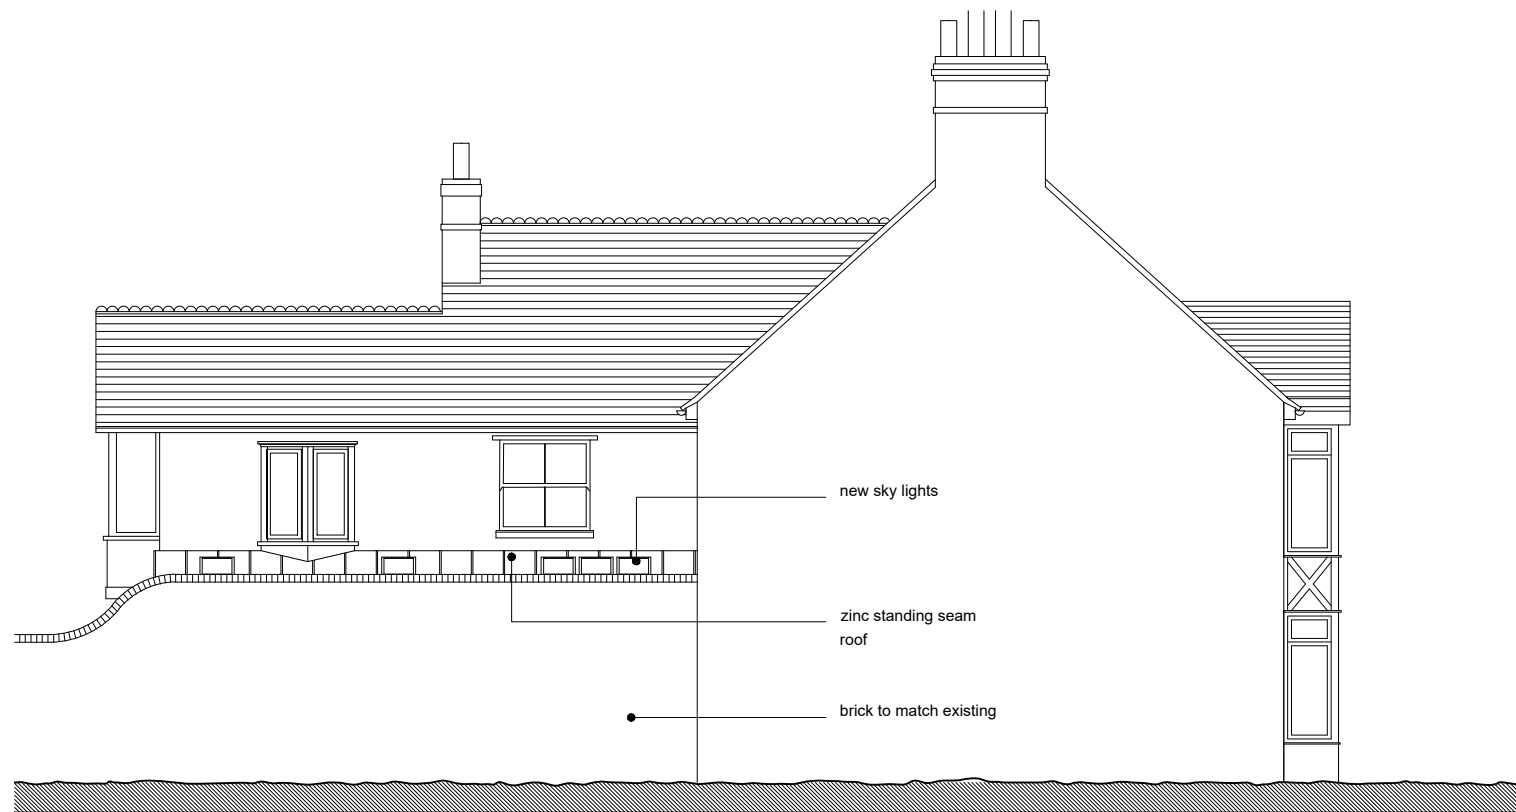 new sky lights
zinc standing seam
roof
brick to match existing